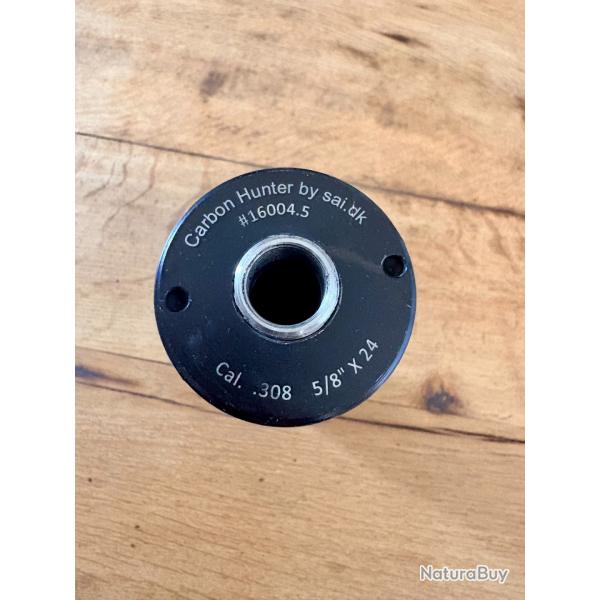 Carbon Hunter by sai.dk
#16004.5
Cal. .308 5/8" X 24
NaturaBuy